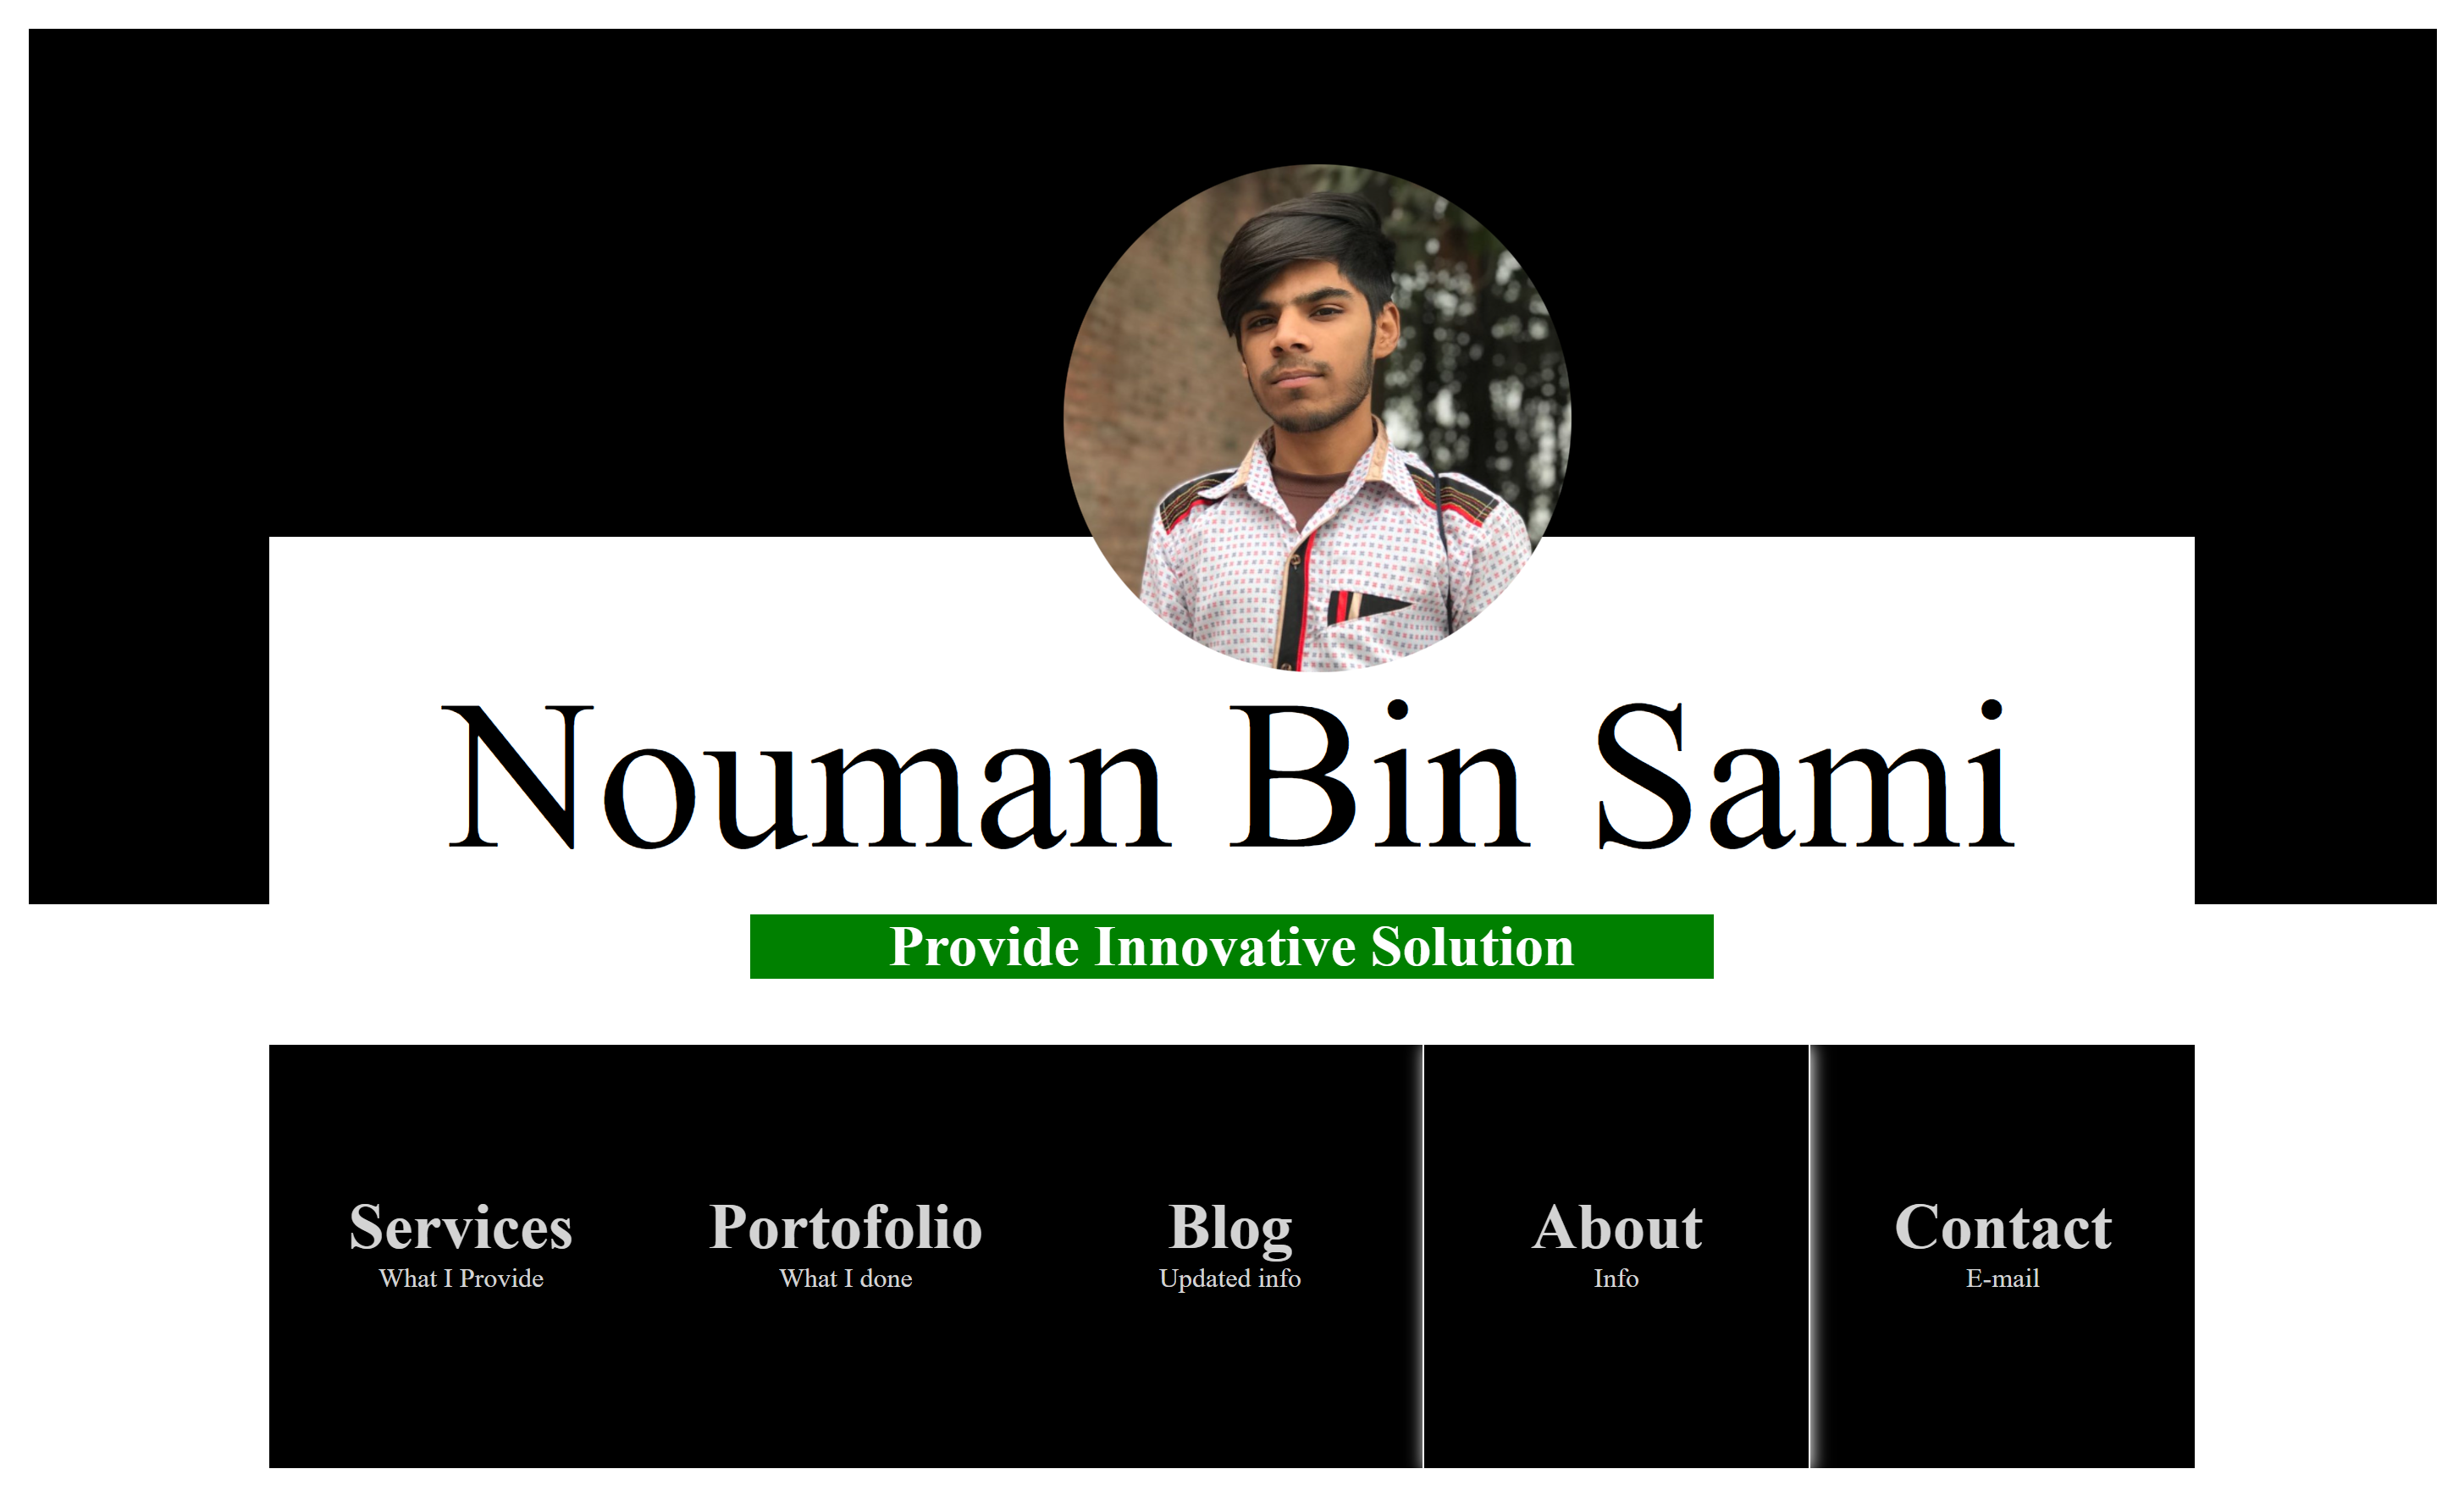 Nouman Bin Sami
Provide Innovative Solution
Services
What I Provide
Portofolio
What I done
Blog
Updated info
About
Info
Contact
E-mail